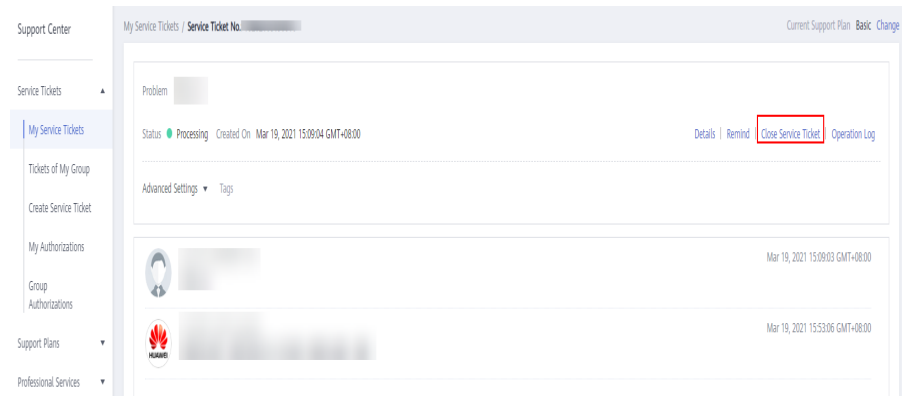 Support Center
My Service Tickets / Service Ticket No.
Current Support Plan Basic Change
Service Tickets
My Service Tickets
Tickets of My Group
Create Service Ticket
My Authorizations
Group
Authorizations
Support Plans
Professional Services
Problem
Status Processing Created On Mar 19, 2021 15:09:04 GMT+08:00
Details | Remind | Close Service Ticket | Operation Log
Advanced Settings Tags
Mar 19, 2021 15:09:03 GMT+08:00
HUAWEI
Mar 19, 2021 15:53:06 GMT+08:00